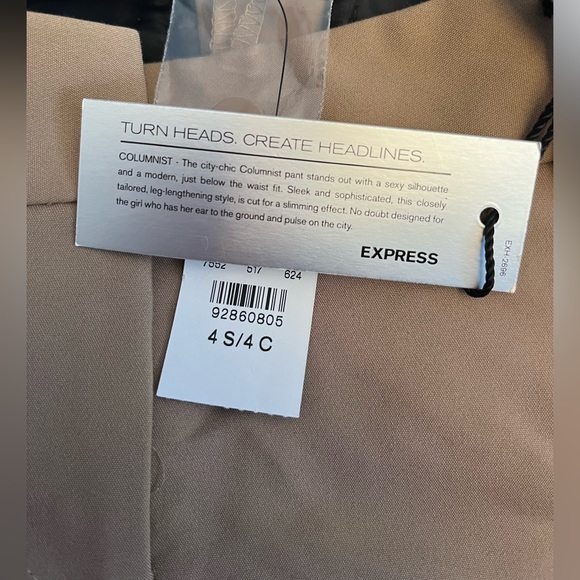 TURN HEADS. CREATE HEADLINES.
COLUMNIST - The city-chic Columnist pant stands out with a sexy silhouette
and a modern, just below the waist fit. Sleek and sophisticated, this closely
tailored, leg-lengthening style, is cut for a slimming effect. No doubt designed for
the girl who has her ear to the ground and pulse on the city.
EXPRESS
EXH-2696
7552 517 624
92860805
4 S/4 C